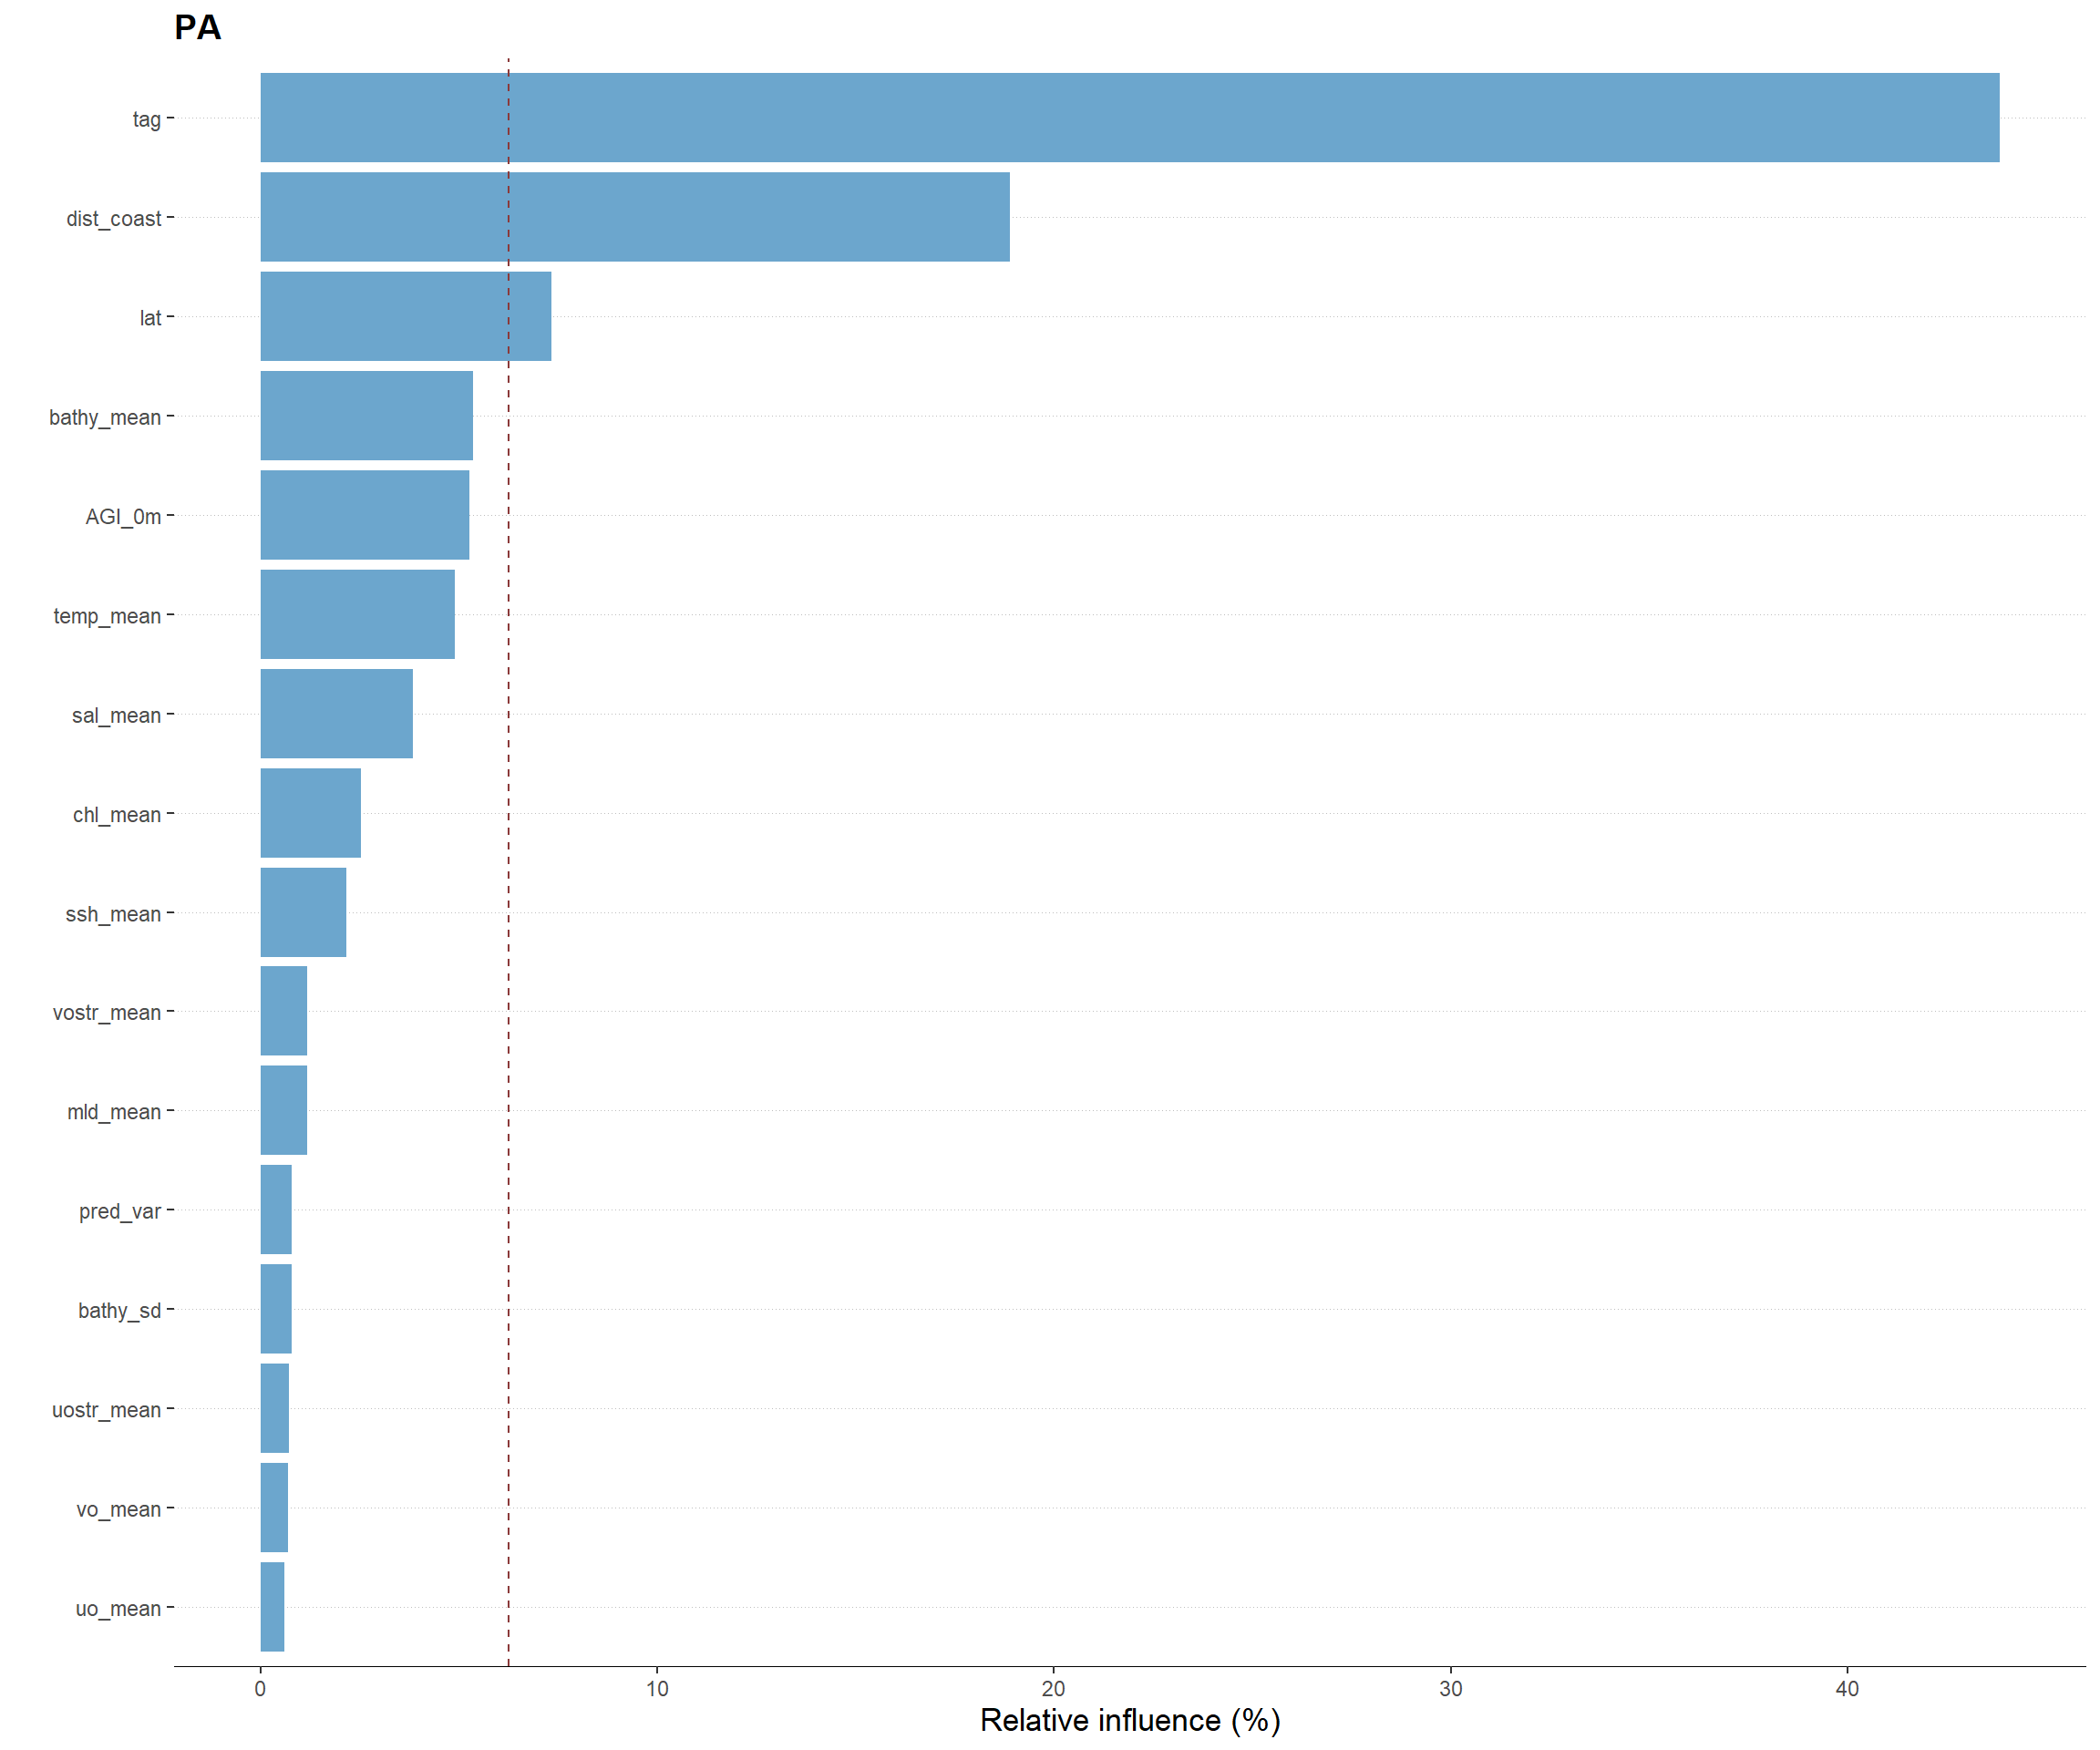 PA
tag
dist_coast
lat
bathy_mean
AGI_0m
temp_mean
sal_mean
chl_mean
ssh_mean
vostr_mean
mld_mean
pred_var
bathy_sd
uostr_mean
vo_mean
uo_mean
0 10 20 30 40
Relative influence (%)